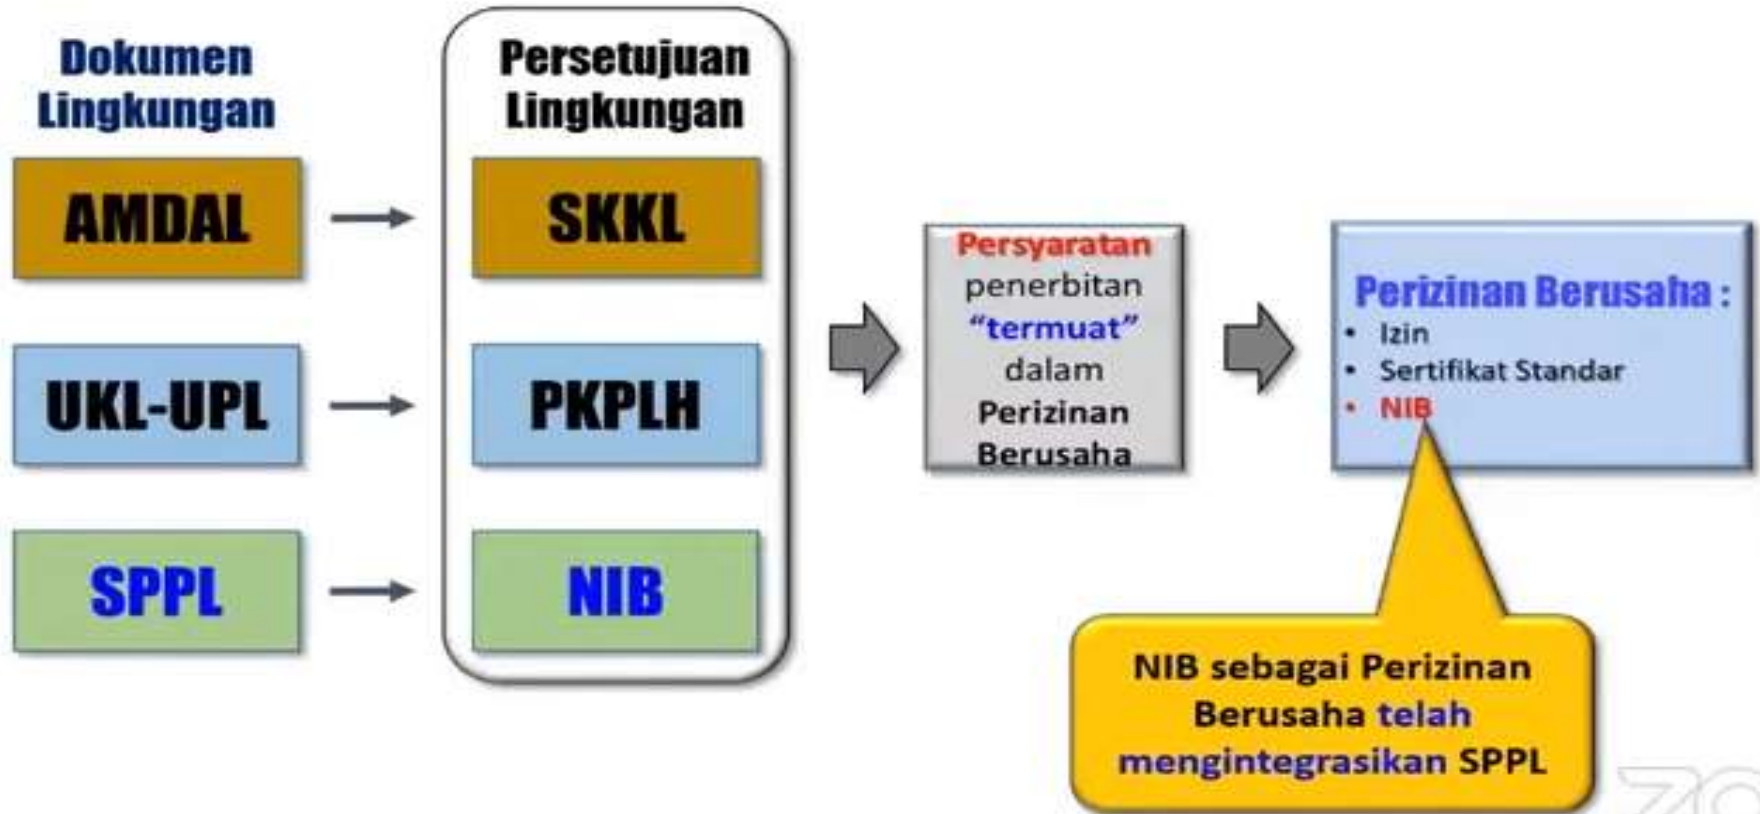 Dokumen
Lingkungan
AMDAL
UKL-UPL
SPPL
Persetujuan
Lingkungan
SKKL
PKPLH
NIB
Persyaratan
penerbitan
“termuat”
dalam
Perizinan
Berusaha
Perizinan Berusaha :
• Izin
• Sertifikat Standar
• NIB
NIB sebagai Perizinan
Berusaha telah
mengintegrasikan SPPL